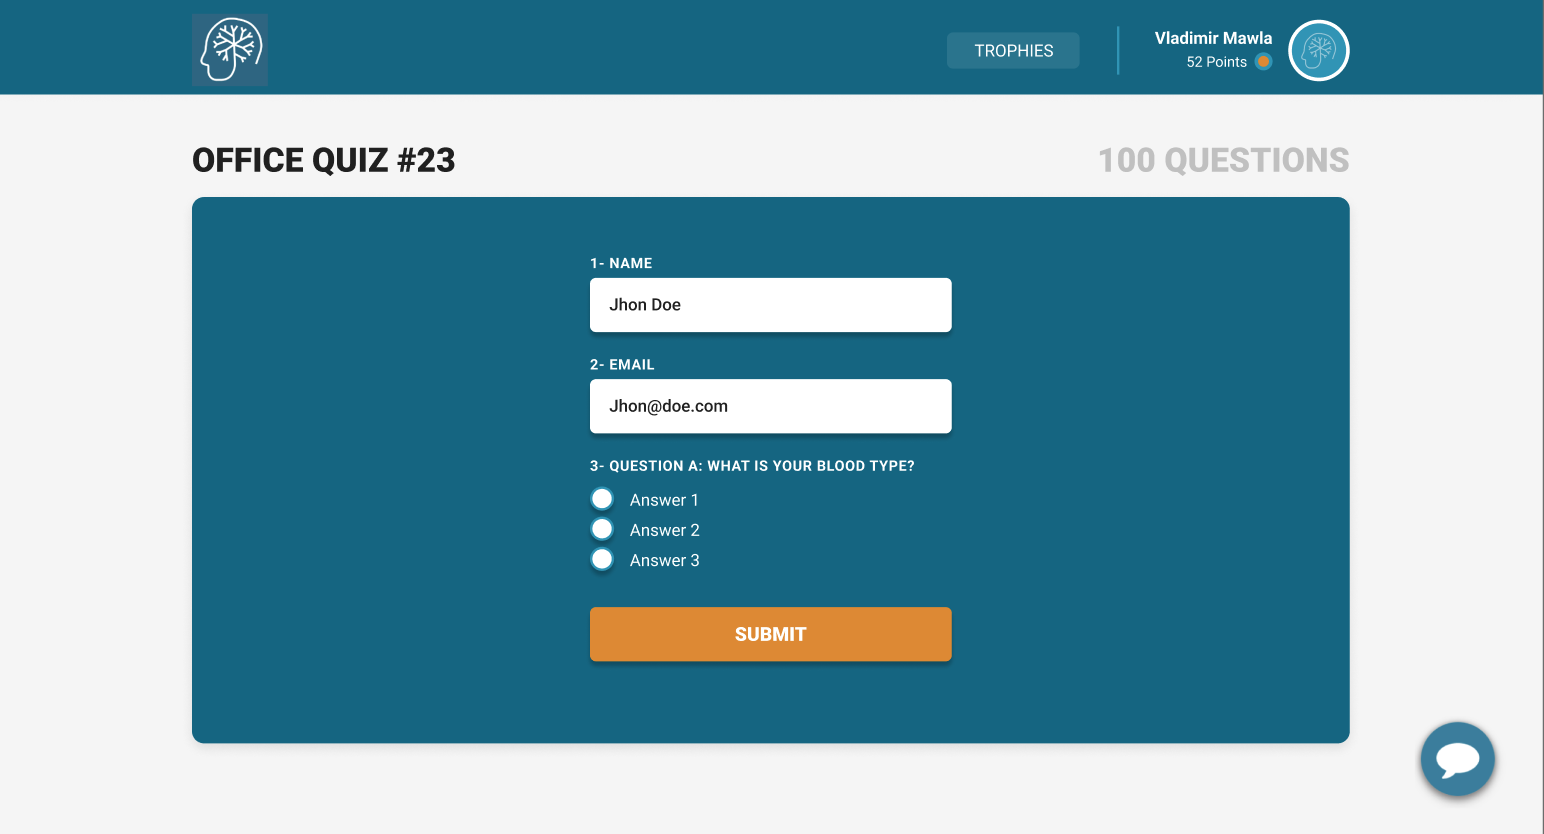 TROPHIES
Vladimir Mawla
52 Points
OFFICE QUIZ #23
100 QUESTIONS
1- NAME
Jhon Doe
2- EMAIL
Jhon@doe.com
3- QUESTION A: WHAT IS YOUR BLOOD TYPE?
Answer 1
Answer 2
Answer 3
SUBMIT